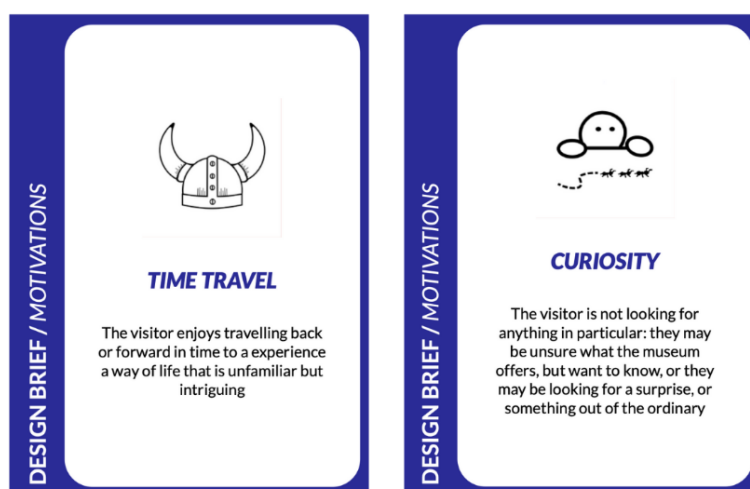 DESIGN BRIEF / MOTIVATIONS
TIME TRAVEL
The visitor enjoys travelling back
or forward in time to a experience
a way of life that is unfamiliar but
intriguing
DESIGN BRIEF / MOTIVATIONS
CURIOSITY
The visitor is not looking for
anything in particular: they may
be unsure what the museum
offers, but want to know, or they
may be looking for a surprise, or
something out of the ordinary